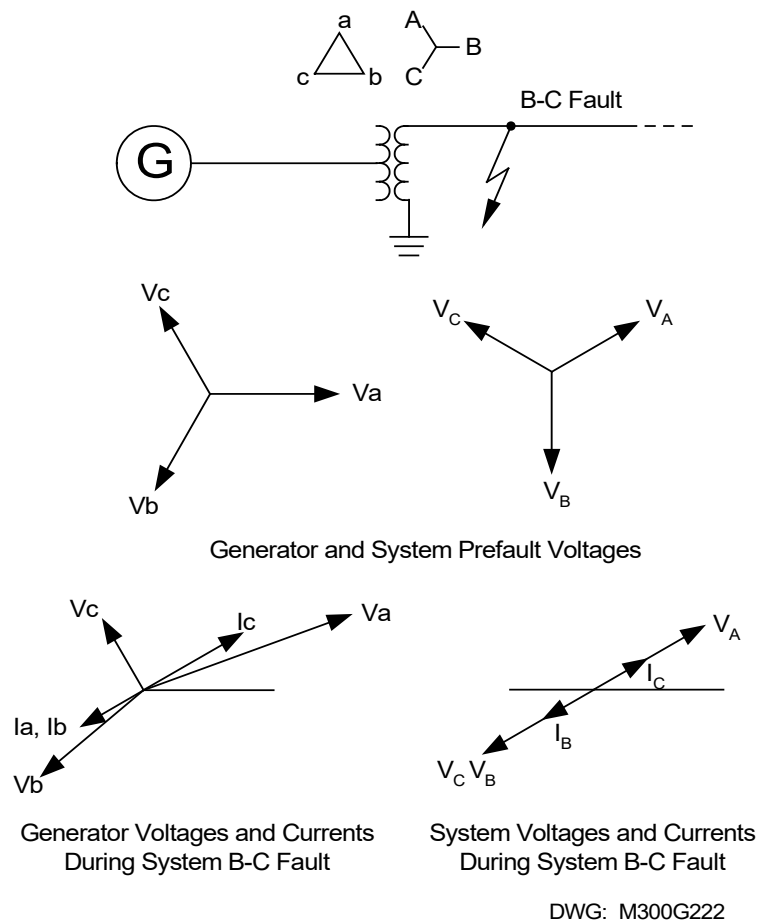 a
c b
A
B
C
B-C Fault
G
Vc
Va
Vb
V_C
V_A
V_B
Generator and System Prefault Voltages
Vc
Ic
Va
Ia, Ib
Vb
V_A
I_C
I_B
V_C V_B
Generator Voltages and Currents
During System B-C Fault
System Voltages and Currents
During System B-C Fault
DWG: M300G222